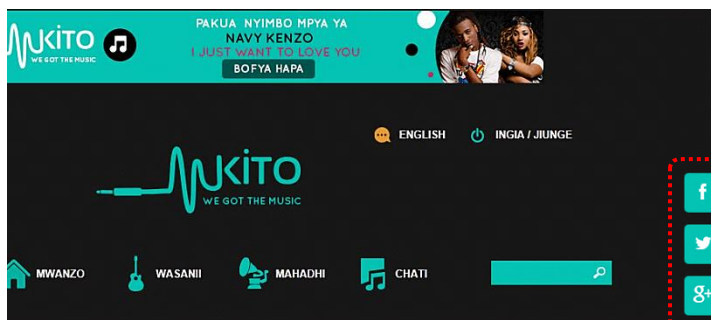 MKITO
WE GOT THE MUSIC
PAKUA NYIMBO MPYA YA
NAVY KENZO
I JUST WANT TO LOVE YOU
BOFYA HAPA
ENGLISH
INGIA / JIUNGE
MKITO
WE GOT THE MUSIC
MWANZO
WASANII
MAHADHI
CHATI
f
g+